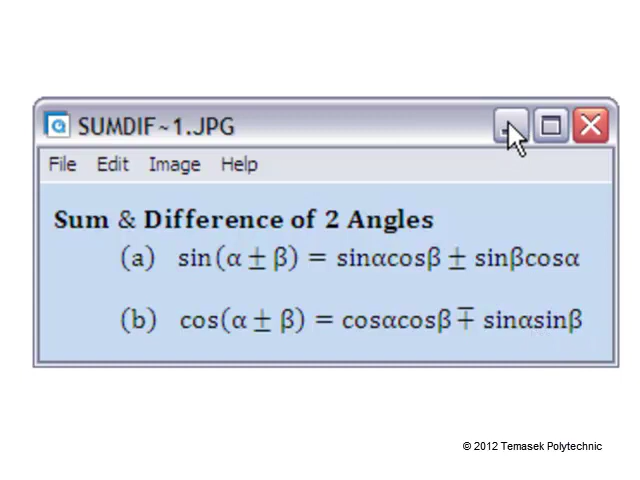 SUMDIF~1.JPG
File Edit Image Help
Sum & Difference of 2 Angles
(a) sin(α ± β) = sinαcosβ ± sinβcosα
(b) cos(α ± β) = cosαcosβ ∓ sinαsinβ
© 2012 Temasek Polytechnic